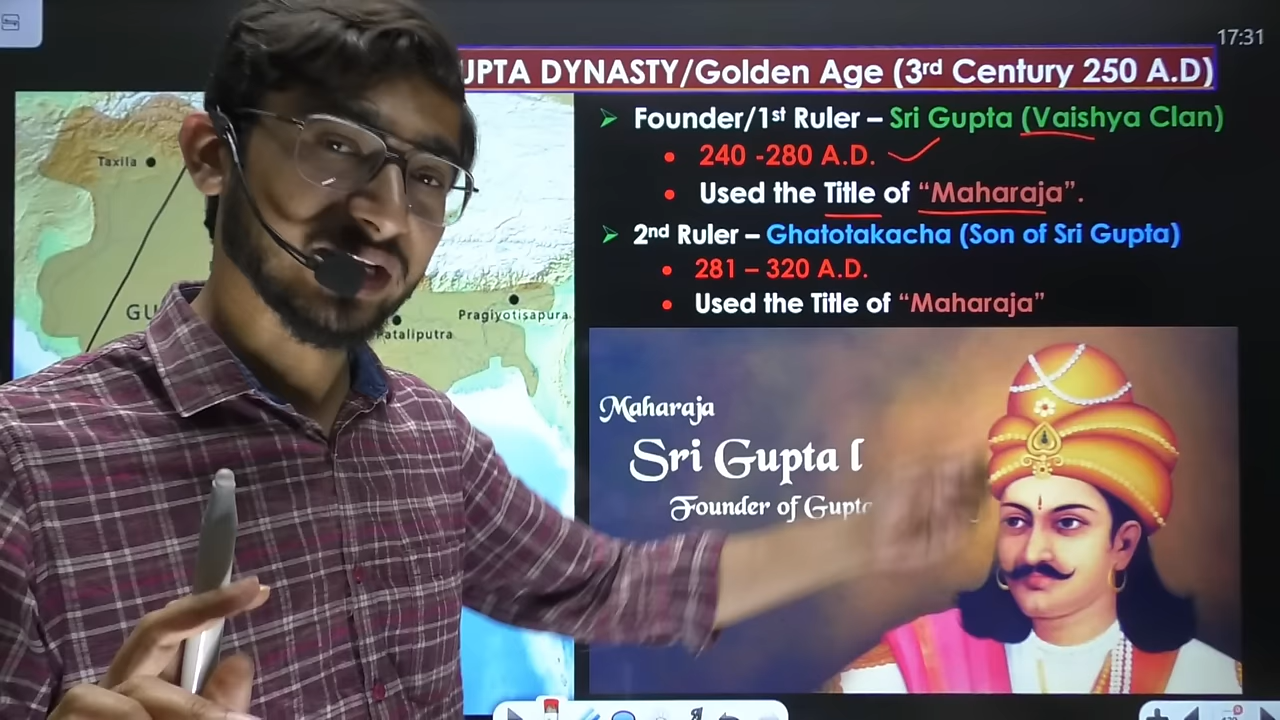 17:31
UPTA DYNASTY/Golden Age (3rd Century 250 A.D)
Founder/1st Ruler – Sri Gupta (Vaishya Clan)
240 -280 A.D.
Used the Title of “Maharaja”.
2nd Ruler – Ghatotakacha (Son of Sri Gupta)
281 – 320 A.D.
Used the Title of “Maharaja”
Taxila
GU
Pataliputra
Pragiyotisapura
Maharaja
Sri Gupta I
Founder of Gupta